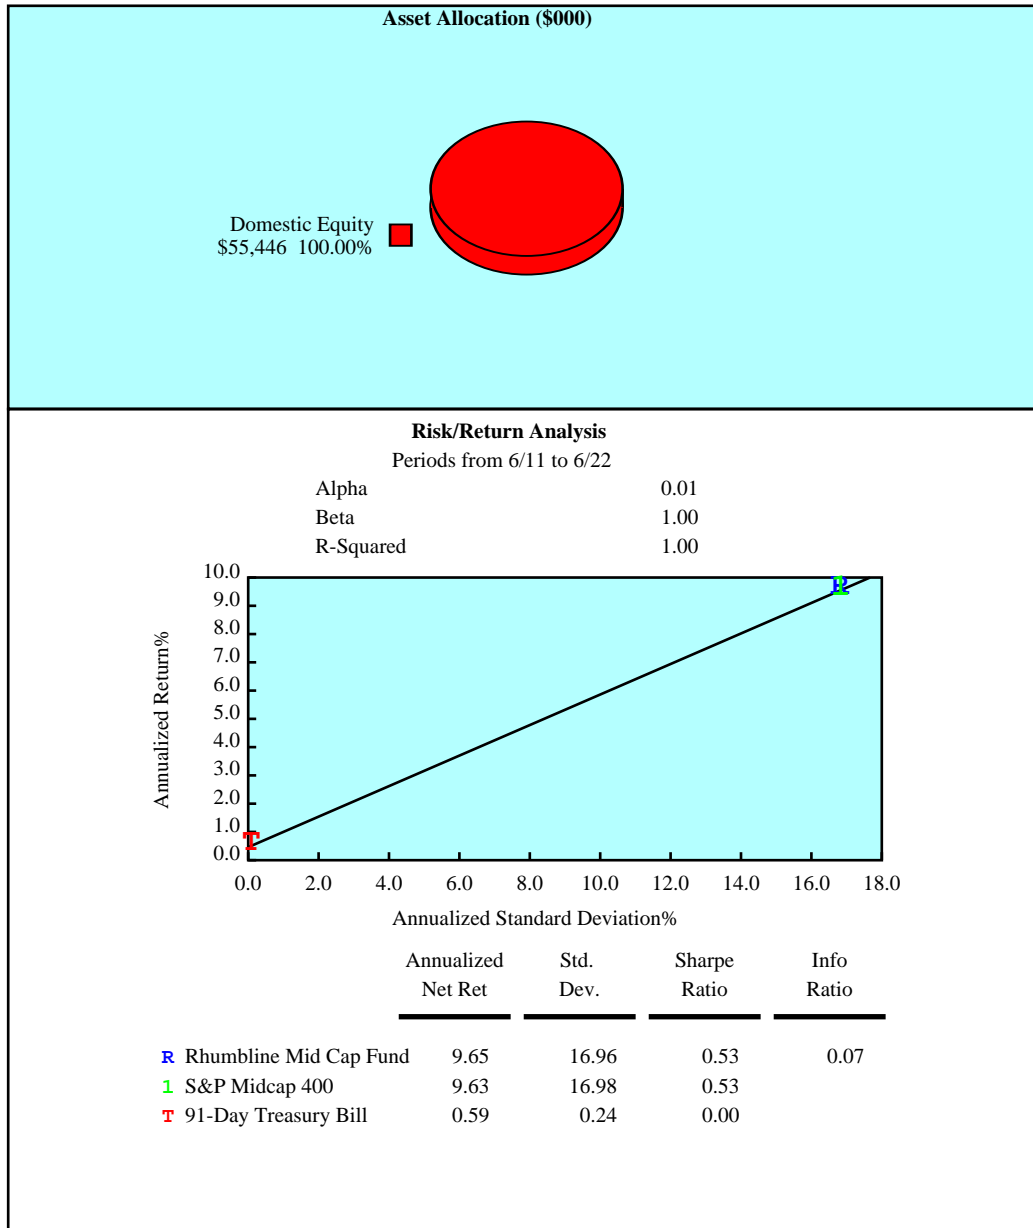 Asset Allocation ($000)
Domestic Equity
$55,446 100.00%
Risk/Return Analysis
Periods from 6/11 to 6/22
Alpha 0.01
Beta 1.00
R-Squared 1.00
10.0
9.0
8.0
7.0
6.0
5.0
4.0
3.0
2.0
1.0
0.0
Annualized Return%
R
1
T
0.0 2.0 4.0 6.0 8.0 10.0 12.0 14.0 16.0 18.0
Annualized Standard Deviation%
Annualized Std. Sharpe Info
Net Ret Dev. Ratio Ratio
R Rhumbline Mid Cap Fund 9.65 16.96 0.53 0.07
1 S&P Midcap 400 9.63 16.98 0.53
T 91-Day Treasury Bill 0.59 0.24 0.00